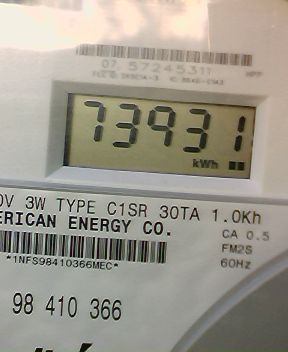 07 57245311
73931
kWh
0V 3W TYPE C1SR 30TA 1.0Kh
ERICAN ENERGY CO.
CA 0.5
FM2S
60Hz
*1NFS98410366MEC*
98 410 366